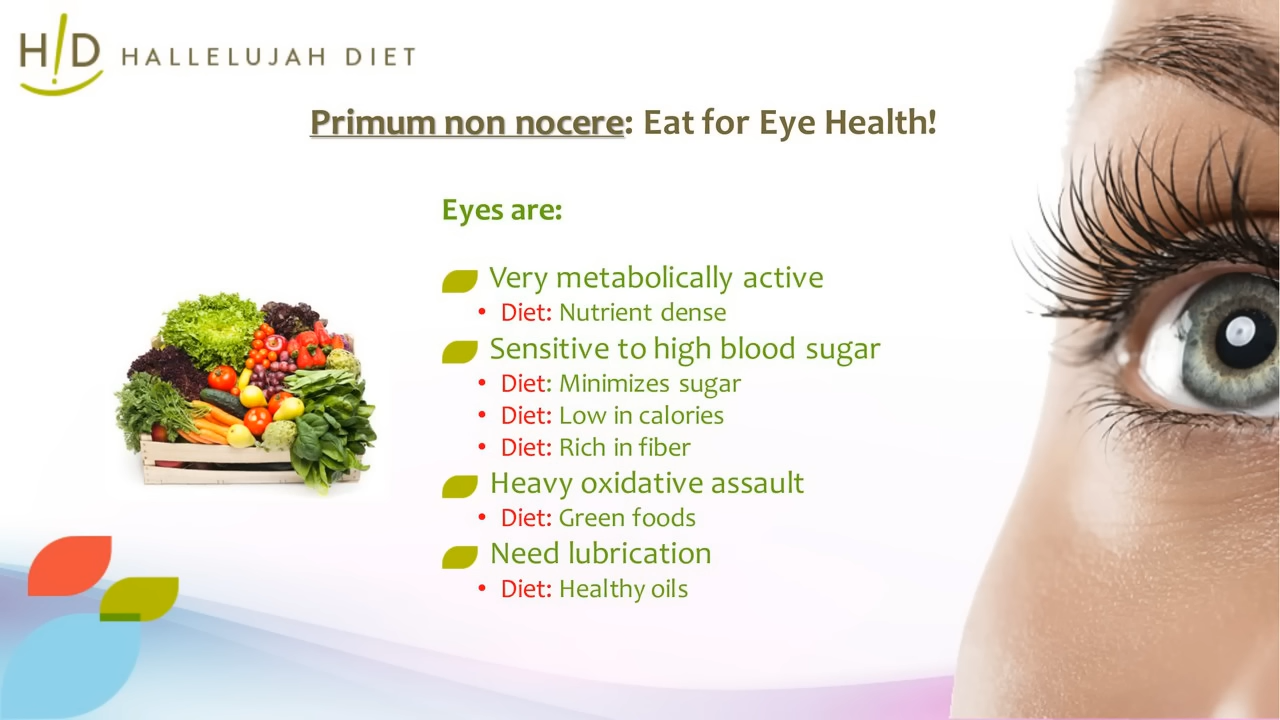 H!D HALLELUJAH DIET
Primum non nocere: Eat for Eye Health!
Eyes are:
Very metabolically active
• Diet: Nutrient dense
Sensitive to high blood sugar
• Diet: Minimizes sugar
• Diet: Low in calories
• Diet: Rich in fiber
Heavy oxidative assault
• Diet: Green foods
Need lubrication
• Diet: Healthy oils